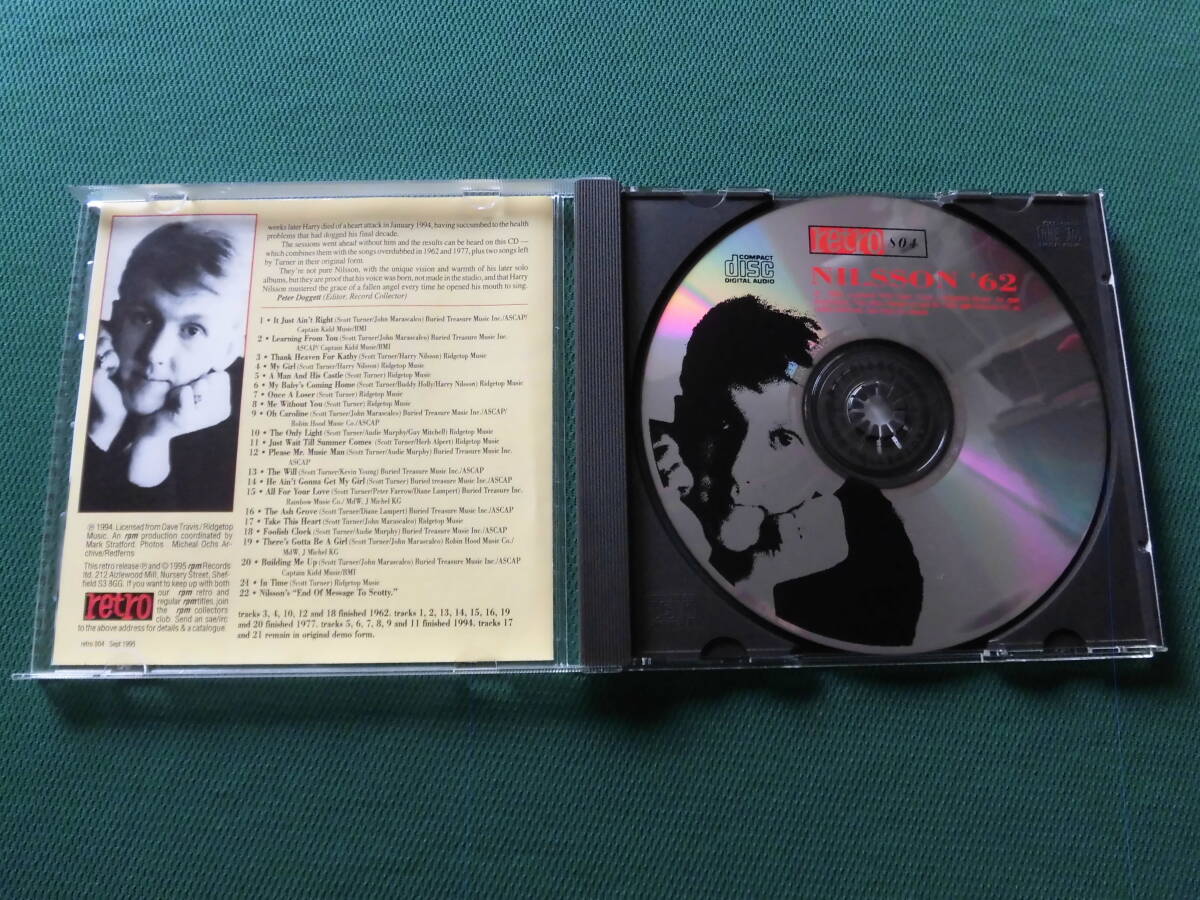 weeks later Harry died of a heart attack in January 1994, having succumbed to the health
problems that had dogged his final decade.
The sessions went ahead without him and the results can be heard on this CD —
which combines them with the songs overdubbed in 1962 and 1977, plus two songs left
by Turner in their original form.
They're not pure Nilsson, with the unique vision and warmth of his later solo
albums, but they are proof that his voice was born, not made in the studio, and that Harry
Nilsson mustered the grace of a fallen angel every time he opened his mouth to sing.
Peter Doggett (Editor, Record Collector)
1 • It Just Ain't Right (Scott Turner/John Marascalco) Buried Treasure Music Inc./ASCAP/
Captain Kidd Music/BMI
2 • Learning From You (Scott Turner/John Marascalco) Buried Treasure Music Inc.
ASCAP/ Captain Kidd Music/BMI
3 • Thank Heaven For Kathy (Scott Turner/Harry Nilsson) Ridgetop Music
4 • My Girl (Scott Turner/Harry Nilsson) Ridgetop Music
5 • A Man And His Castle (Scott Turner) Ridgetop Music
6 • My Baby's Coming Home (Scott Turner/Buddy Holly/Harry Nilsson) Ridgetop Music
7 • Once A Loser (Scott Turner) Ridgetop Music
8 • Me Without You (Scott Turner) Ridgetop Music
9 • Oh Caroline (Scott Turner/John Marascalco) Buried Treasure Music Inc./ASCAP/
Robin Hood Music Co./ASCAP
10 • The Only Light (Scott Turner/Audie Murphy/Guy Mitchell) Ridgetop Music
11 • Just Wait Till Summer Comes (Scott Turner/Herb Alpert) Ridgetop Music
12 • Please Mr. Music Man (Scott Turner/Audie Murphy) Buried Treasure Music Inc.
ASCAP
13 • The Will (Scott Turner/Kevin Young) Buried Treasure Music Inc./ASCAP
14 • He Ain't Gonna Get My Girl (Scott Turner) Buried treasure Music Inc./ASCAP
15 • All For Your Love (Scott Turner/Peter Farrow/Diane Lampert) Buried Treasure Inc.
Rainbow Music Co./ MdW, J Michel KG
16 • The Ash Grove (Scott Turner/Diane Lampert) Buried Treasure Music Inc./ASCAP
17 • Take This Heart (Scott Turner/John Marascalco) Ridgetop Music
18 • Foolish Clock (Scott Turner/Audie Murphy) Buried Treasure Music Inc./ASCAP
19 • There's Gotta Be A Girl (Scott Turner/John Marascalco) Robin Hood Music Co./
MdW, J Michel KG
20 • Building Me Up (Scott Turner/John Marascalco) Buried Treasure Music Inc./ASCAP
Captain Kidd Music/BMI
21 • In Time (Scott Turner) Ridgetop Music
22 • Nilsson's "End Of Message To Scotty."
tracks 3, 4, 10, 12 and 18 finished 1962. tracks 1, 2, 13, 14, 15, 16, 19
and 20 finished 1977. tracks 5, 6, 7, 8, 9 and 11 finished 1994. tracks 17
and 21 remain in original demo form.
℗ 1994. Licensed from Dave Travis/Ridgetop
Music. An rpm production coordinated by
Mark Stratford. Photos : Micheal Ochs Ar-
chive/Redferns
This retro release ℗ and © 1995 rpm Records
ltd. 212 Aizlewood Mill, Nursery Street, Shef-
field S3 8GG. If you want to keep up with both
our rpm retro and
regular rpm titles, join
the rpm collectors
club. Send an sae/irc
retro
to the above address for details & a catalogue.
retro 804 Sept 1995
retro 804
COMPACT
disc
DIGITAL AUDIO
NILSSON '62